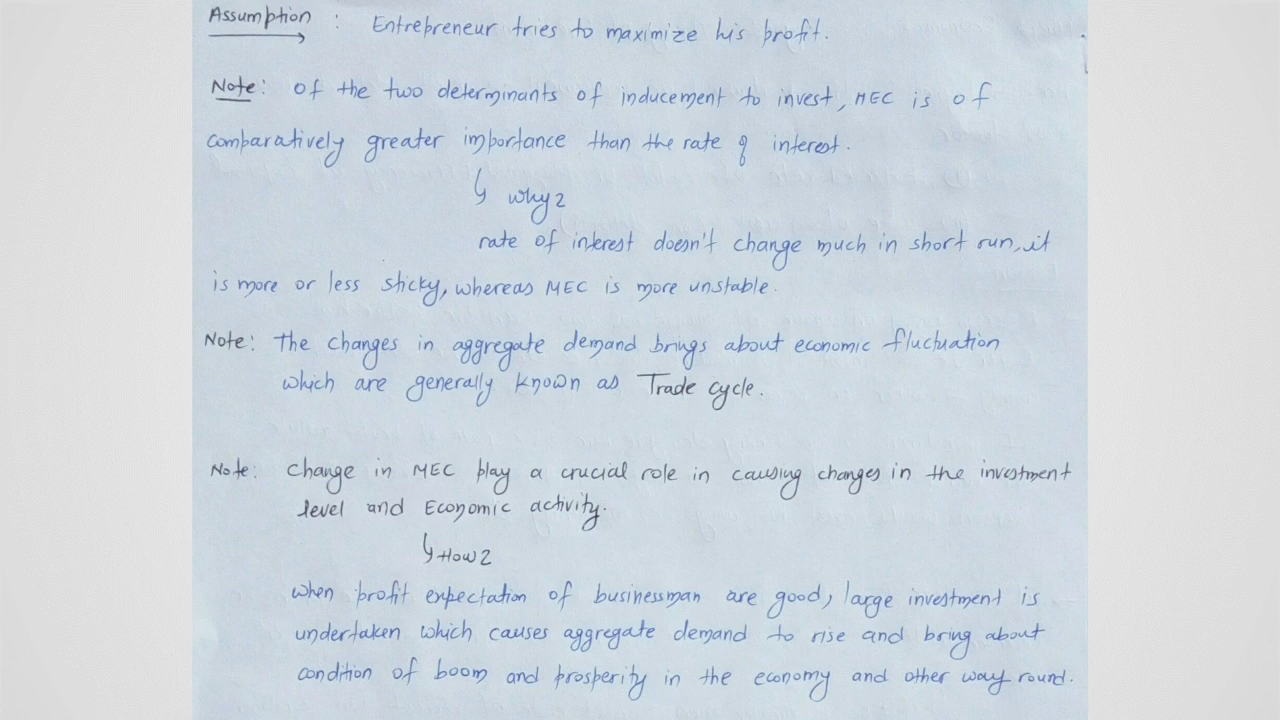 Assumption : Entrepreneur tries to maximize his profit.
Note: Of the two determinants of inducement to invest, MEC is of
comparatively greater importance than the rate of interest.
↳ why?
rate of interest doesn't change much in short run, it
is more or less sticky, whereas MEC is more unstable.
Note: The changes in aggregate demand brings about economic fluctuation
which are generally known as Trade cycle.
Note: Change in MEC play a crucial role in causing changes in the investment
level and Economic activity.
↳ How?
when profit expectation of businessman are good, large investment is
undertaken which causes aggregate demand to rise and bring about
condition of boom and prosperity in the economy and other way round.